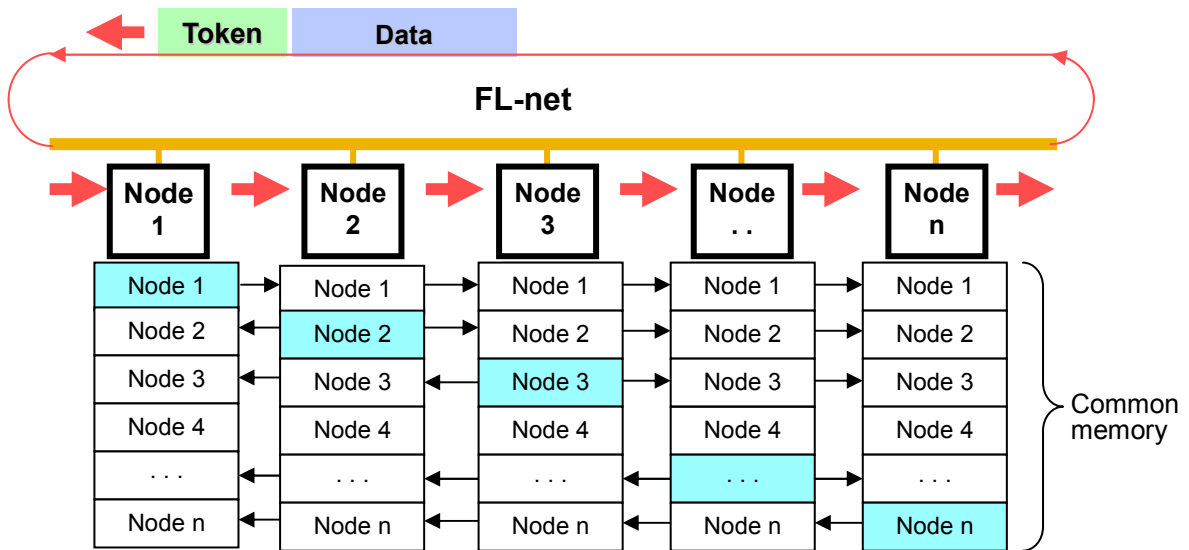 Token Data
FL-net
Node Node Node Node Node
1 2 3 . . n
Node 1 Node 1 Node 1 Node 1 Node 1
Node 2 Node 2 Node 2 Node 2 Node 2
Node 3 Node 3 Node 3 Node 3 Node 3
Node 4 Node 4 Node 4 Node 4 Node 4
. . . . . . . . . . . . . . .
Node n Node n Node n Node n Node n
Common
memory